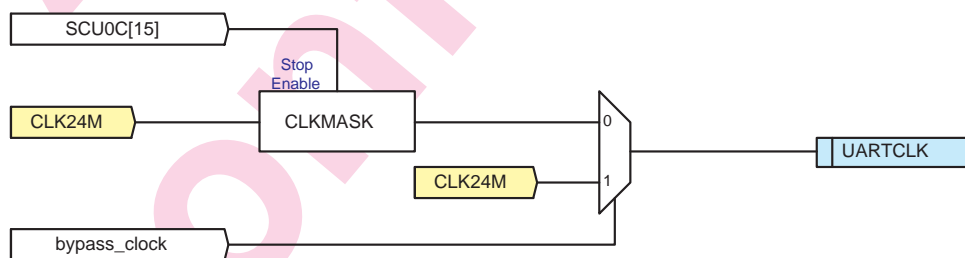 SCU0C[15]
Stop
Enable
CLK24M
CLKMASK
0
UARTCLK
CLK24M
1
bypass_clock